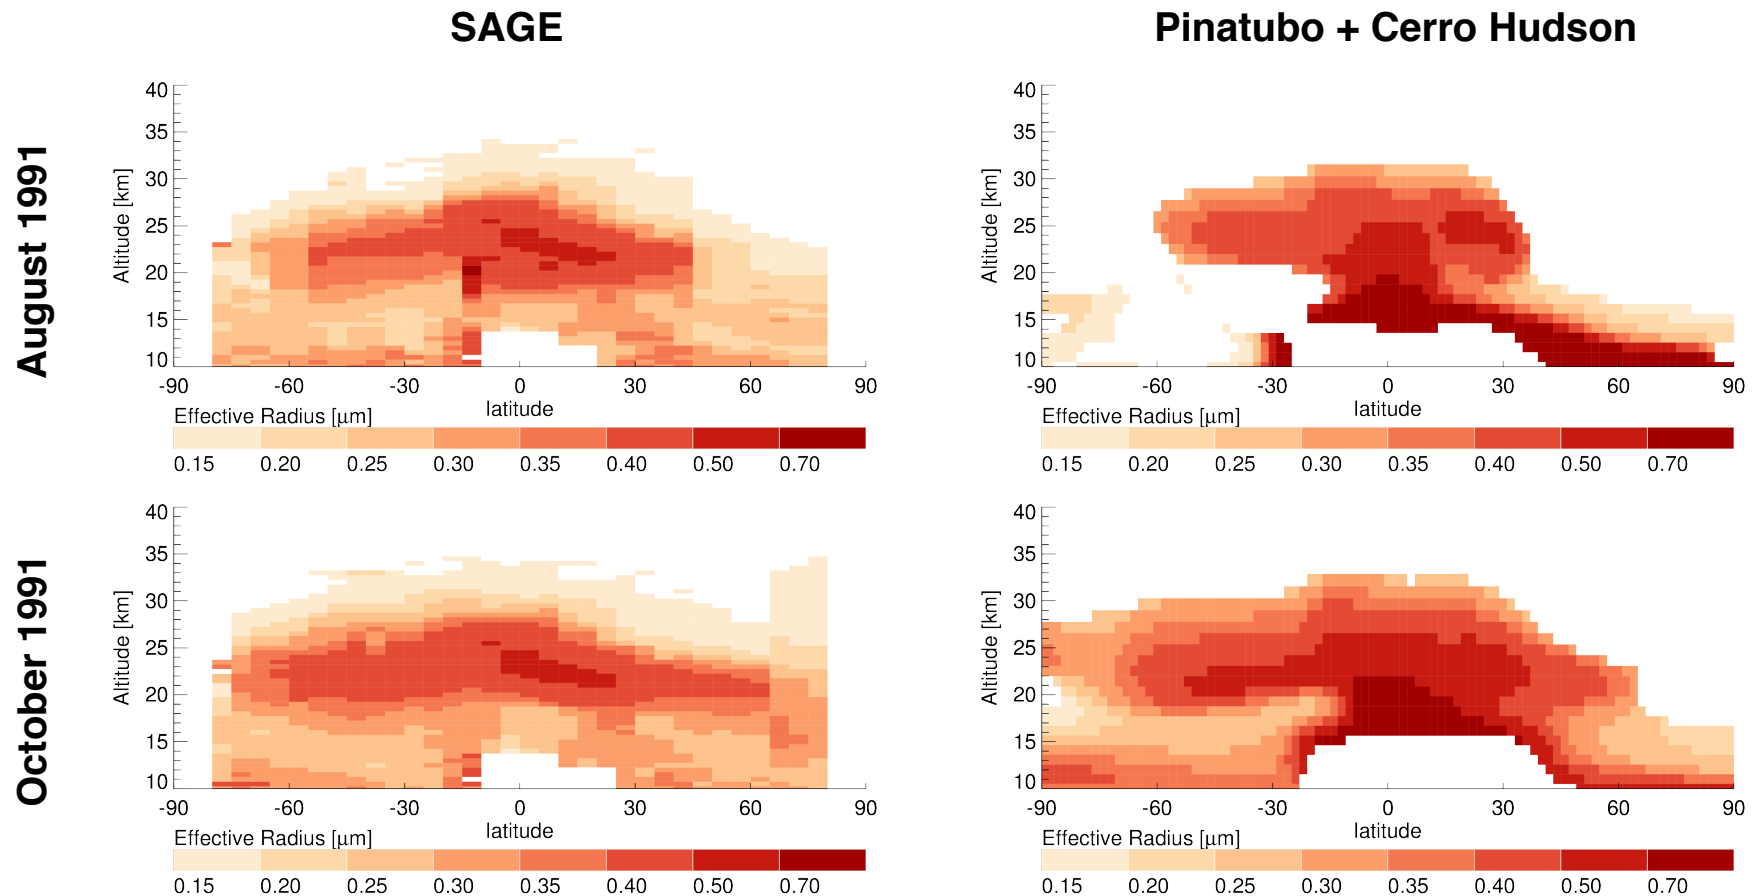 SAGE
Pinatubo + Cerro Hudson
August 1991
40
35
30
25
20
15
10
Altitude [km]
-90 -60 -30 0 30 60 90
latitude
Effective Radius [µm]
0.15 0.20 0.25 0.30 0.35 0.40 0.50 0.70
40
35
30
25
20
15
10
Altitude [km]
-90 -60 -30 0 30 60 90
latitude
Effective Radius [µm]
0.15 0.20 0.25 0.30 0.35 0.40 0.50 0.70
October 1991
40
35
30
25
20
15
10
Altitude [km]
-90 -60 -30 0 30 60 90
latitude
Effective Radius [µm]
0.15 0.20 0.25 0.30 0.35 0.40 0.50 0.70
40
35
30
25
20
15
10
Altitude [km]
-90 -60 -30 0 30 60 90
latitude
Effective Radius [µm]
0.15 0.20 0.25 0.30 0.35 0.40 0.50 0.70